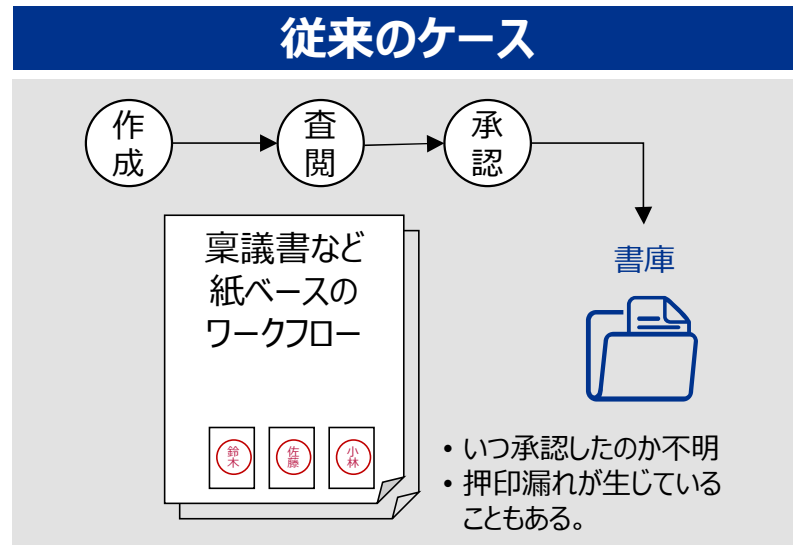 従来のケース
作成
査閲
承認
書庫
稟議書など
紙ベースの
ワークフロー
鈴木
佐藤
小林
• いつ承認したのか不明
• 押印漏れが生じている
こともある。